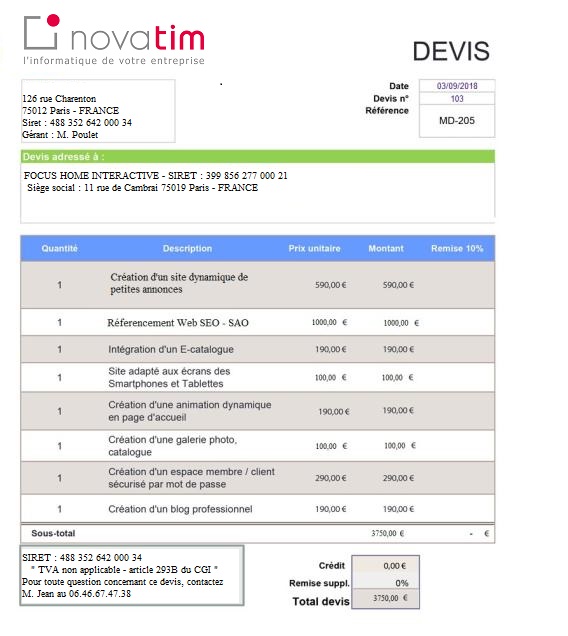 novatim
l'informatique de votre entreprise
DEVIS
126 rue Charenton
75012 Paris - FRANCE
Siret : 488 352 642 000 34
Gérant : M. Poulet
Date 03/09/2018
Devis n° 103
Référence MD-205
Devis adressé à :
FOCUS HOME INTERACTIVE - SIRET : 399 856 277 000 21
Siège social : 11 rue de Cambrai 75019 Paris - FRANCE
Quantité Description Prix unitaire Montant Remise 10%
1 Création d'un site dynamique de
petites annonces 590,00 € 590,00 €
1 Réferencement Web SEO - SAO 1000,00 € 1000,00 €
1 Intégration d'un E-catalogue 190,00 € 190,00 €
1 Site adapté aux écrans des
Smartphones et Tablettes 100,00 € 100,00 €
1 Création d'une animation dynamique
en page d'accueil 190,00 € 190,00 €
1 Création d'une galerie photo,
catalogue 100,00 € 100,00 €
1 Création d'un espace membre / client
sécurisé par mot de passe 290,00 € 290,00 €
1 Création d'un blog professionnel 190,00 € 190,00 €
Sous-total 3750,00 € - €
SIRET : 488 352 642 000 34
" TVA non applicable - article 293B du CGI "
Pour toute question concernant ce devis, contactez
M. Jean au 06.46.67.47.38
Crédit 0,00 €
Remise suppl. 0%
Total devis 3750,00 €